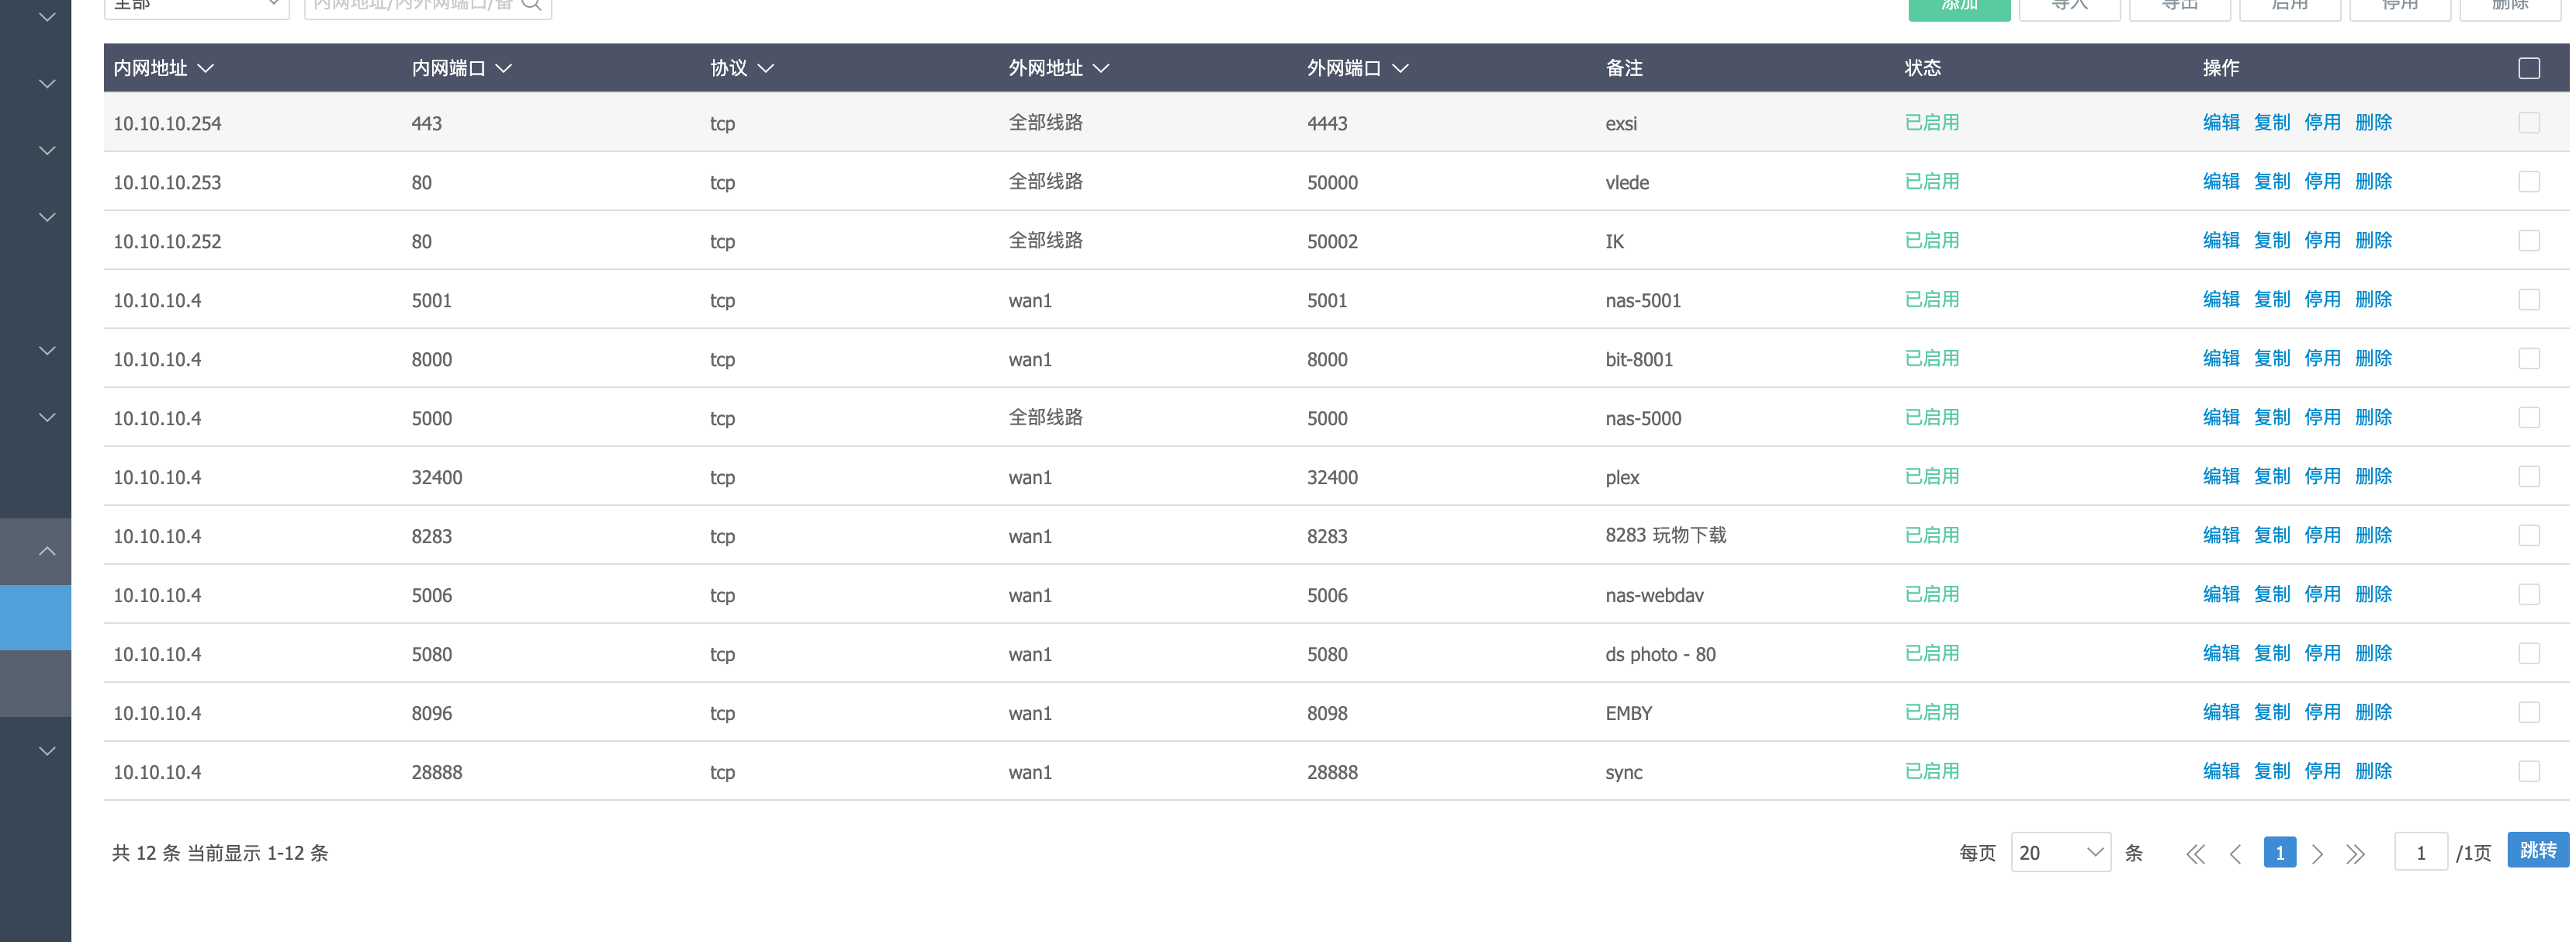 全部 内网地址/内外网端口/备 添加 导入 导出 启用 停用 删除
内网地址 内网端口 协议 外网地址 外网端口 备注 状态 操作
10.10.10.254 443 tcp 全部线路 4443 exsi 已启用 编辑 复制 停用 删除
10.10.10.253 80 tcp 全部线路 50000 vlede 已启用 编辑 复制 停用 删除
10.10.10.252 80 tcp 全部线路 50002 IK 已启用 编辑 复制 停用 删除
10.10.10.4 5001 tcp wan1 5001 nas-5001 已启用 编辑 复制 停用 删除
10.10.10.4 8000 tcp wan1 8000 bit-8001 已启用 编辑 复制 停用 删除
10.10.10.4 5000 tcp 全部线路 5000 nas-5000 已启用 编辑 复制 停用 删除
10.10.10.4 32400 tcp wan1 32400 plex 已启用 编辑 复制 停用 删除
10.10.10.4 8283 tcp wan1 8283 8283 玩物下载 已启用 编辑 复制 停用 删除
10.10.10.4 5006 tcp wan1 5006 nas-webdav 已启用 编辑 复制 停用 删除
10.10.10.4 5080 tcp wan1 5080 ds photo - 80 已启用 编辑 复制 停用 删除
10.10.10.4 8096 tcp wan1 8098 EMBY 已启用 编辑 复制 停用 删除
10.10.10.4 28888 tcp wan1 28888 sync 已启用 编辑 复制 停用 删除
共 12 条 当前显示 1-12 条 每页 20 条 1 1 /1页 跳转